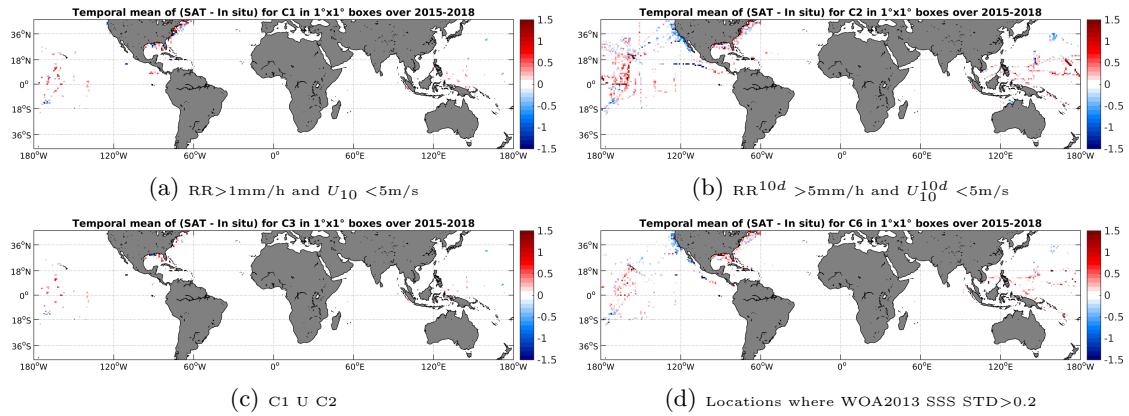 Temporal mean of (SAT - In situ) for C1 in 1°x1° boxes over 2015-2018
36°N
18°N
0°
18°S
36°S
180°W 120°W 60°W 0° 60°E 120°E 180°W
1.5
1
0.5
0
-0.5
-1
-1.5
(a) RR>1mm/h and U10 <5m/s
Temporal mean of (SAT - In situ) for C2 in 1°x1° boxes over 2015-2018
36°N
18°N
0°
18°S
36°S
180°W 120°W 60°W 0° 60°E 120°E 180°W
1.5
1
0.5
0
-0.5
-1
-1.5
(b) RR^10d >5mm/h and U10^10d <5m/s
Temporal mean of (SAT - In situ) for C3 in 1°x1° boxes over 2015-2018
36°N
18°N
0°
18°S
36°S
180°W 120°W 60°W 0° 60°E 120°E 180°W
1.5
1
0.5
0
-0.5
-1
-1.5
(c) C1 U C2
Temporal mean of (SAT - In situ) for C6 in 1°x1° boxes over 2015-2018
36°N
18°N
0°
18°S
36°S
180°W 120°W 60°W 0° 60°E 120°E 180°W
1.5
1
0.5
0
-0.5
-1
-1.5
(d) Locations where WOA2013 SSS STD>0.2